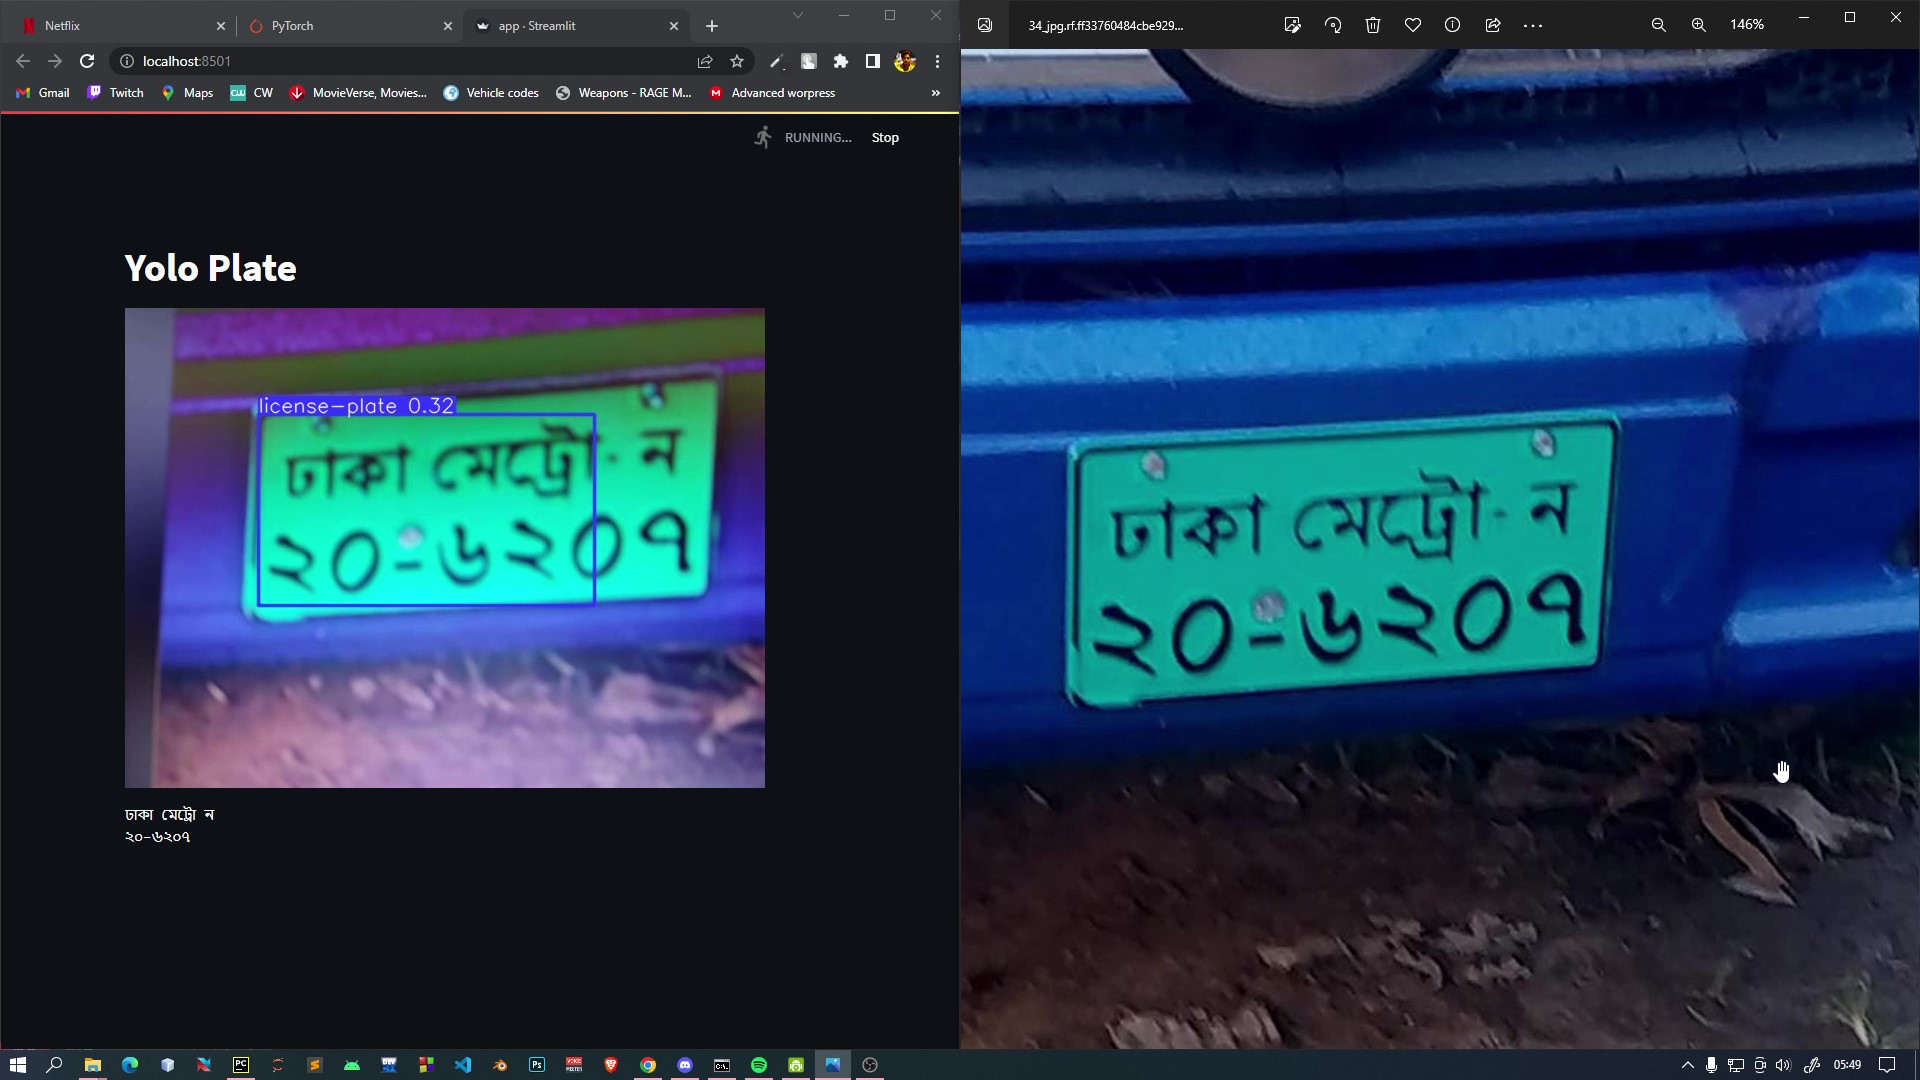 Netflix
PyTorch
app · Streamlit
localhost:8501
Gmail
Twitch
Maps
CW
MovieVerse, Movies...
Vehicle codes
Weapons - RAGE M...
Advanced worpress
»
RUNNING...
Stop
Yolo Plate
license-plate 0.32
ঢাকা মেট্রো - ন
২০-৬২০৭
ঢাকা মেট্রো ন
২০-৬২০৭
34_jpg.rf.ff33760484cbe929...
146%
ঢাকা মেট্রো - ন
২০-৬২০৭
05:49